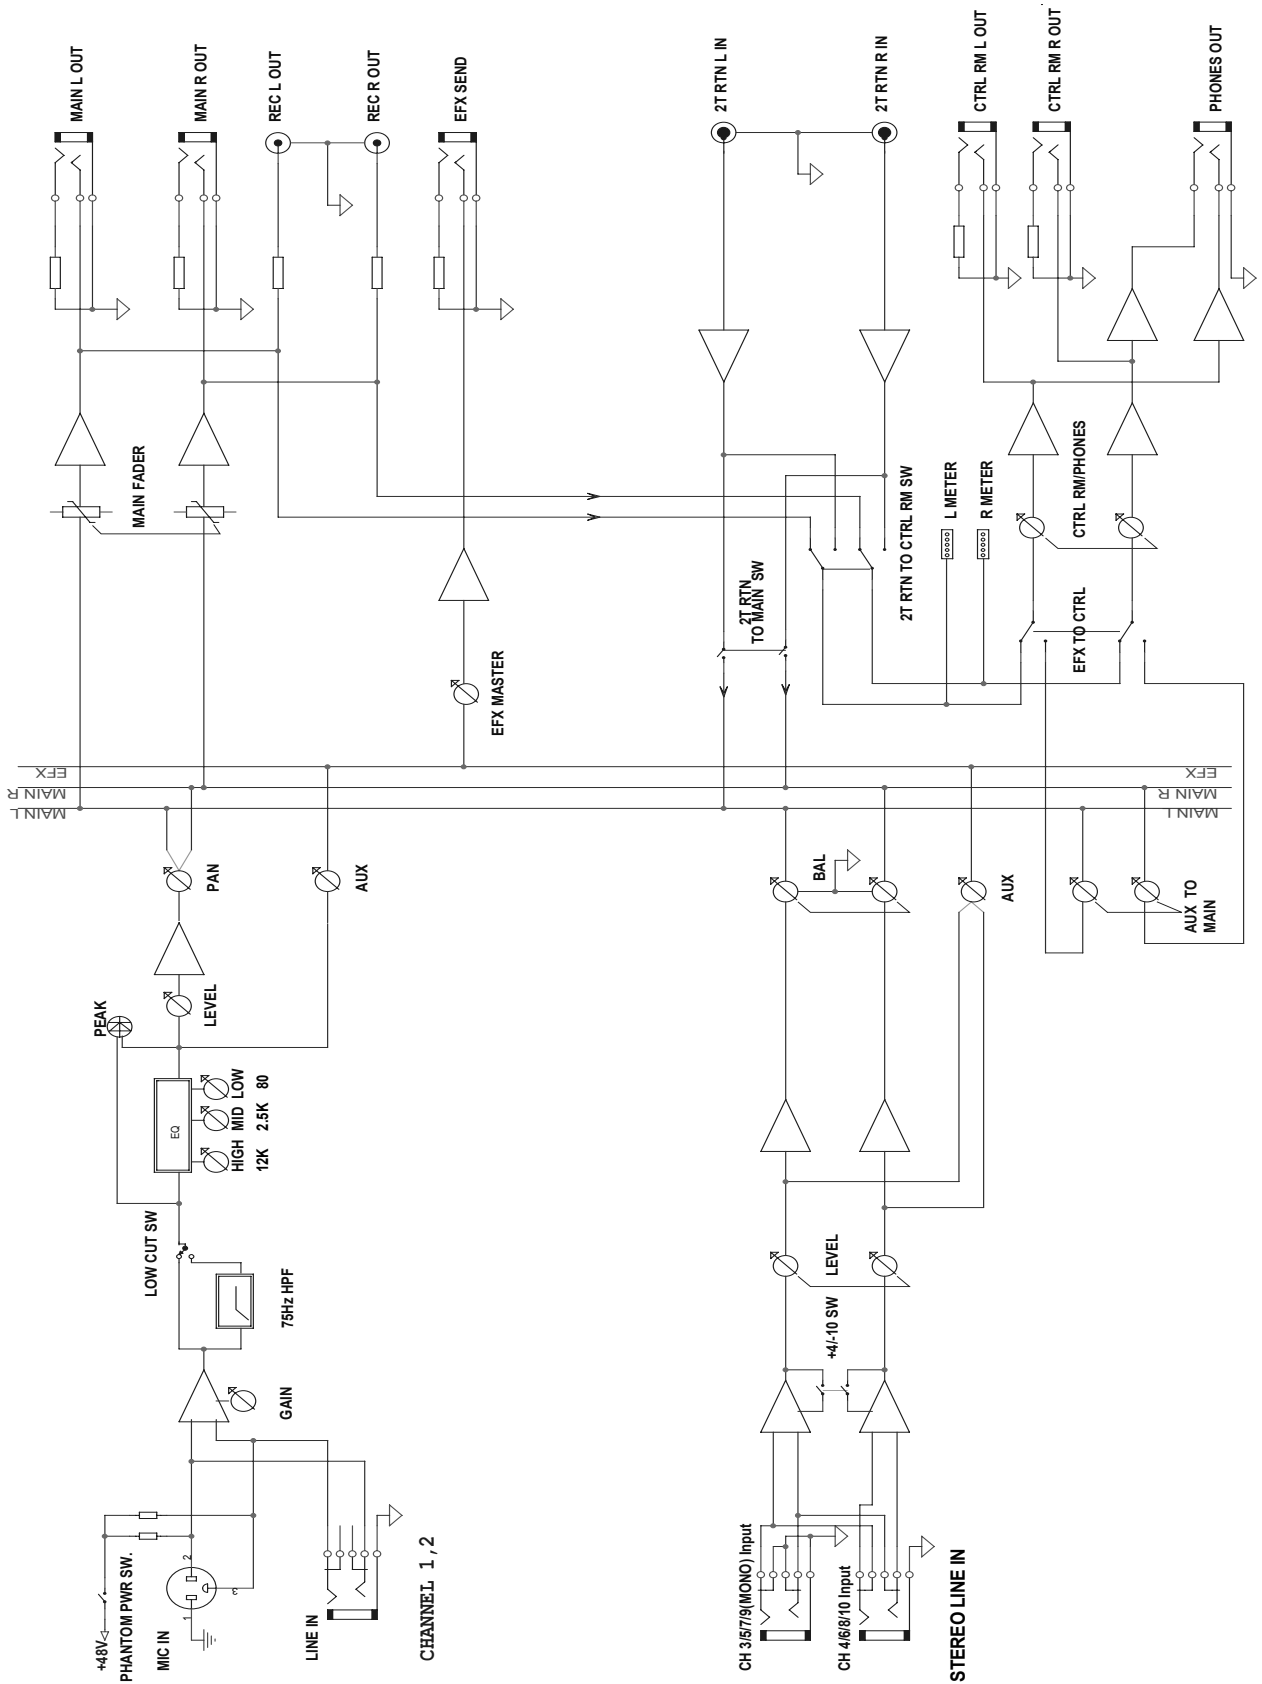 MAIN L OUT
MAIN R OUT
REC L OUT
REC R OUT
EFX SEND
2T RTN L IN
2T RTN R IN
CTRL RM L OUT
CTRL RM R OUT
PHONES OUT
MAIN FADER
2T RTN
TO MAIN SW
2T RTN TO CTRL RM SW
L METER
R METER
CTRL RM/PHONES
EFX TO CTRL
EFX MASTER
EFX
MAIN R
MAIN L
EFX
MAIN R
MAIN L
PAN
AUX
BAL
AUX
AUX TO
MAIN
PEAK
LEVEL
EQ
HIGH MID LOW
12K 2.5K 80
LOW CUT SW
75Hz HPF
LEVEL
+4/-10 SW
GAIN
+48V
PHANTOM PWR SW.
MIC IN
1
2
3
LINE IN
CHANNEL 1,2
CH 3/5/7/9(MONO) Input
CH 4/6/8/10 Input
STEREO LINE IN